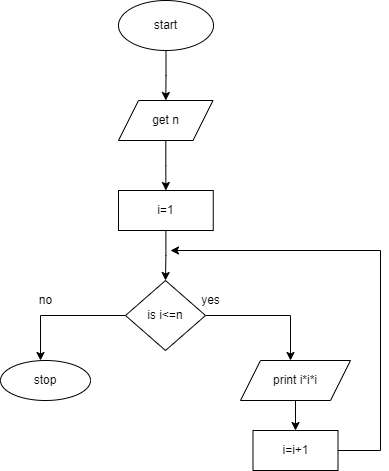 start
get n
i=1
is i<=n
no
yes
stop
print i*i*i
i=i+1